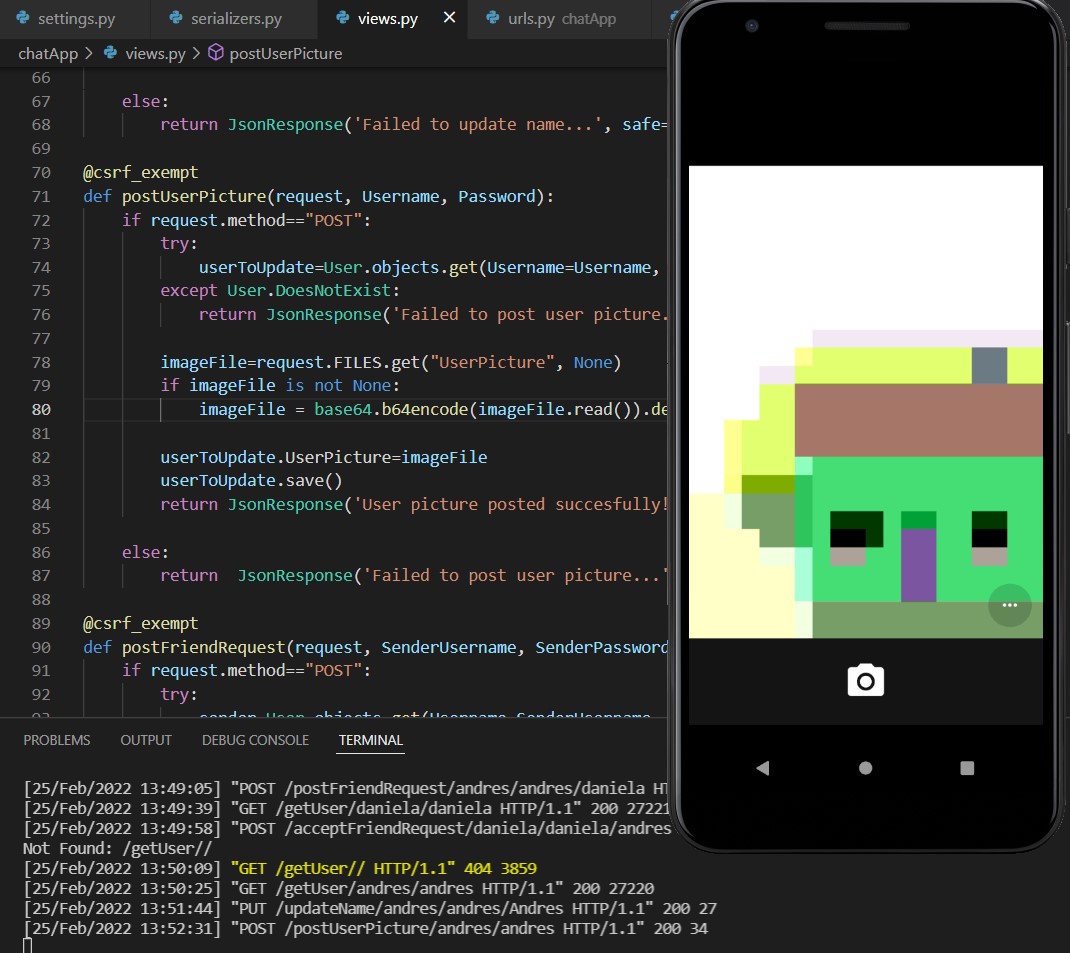 settings.py serializers.py views.py urls.py chatApp
chatApp > views.py > postUserPicture
66
67 else:
68 return JsonResponse('Failed to update name...', safe=
69
70 @csrf_exempt
71 def postUserPicture(request, Username, Password):
72 if request.method=="POST":
73 try:
74 userToUpdate=User.objects.get(Username=Username,
75 except User.DoesNotExist:
76 return JsonResponse('Failed to post user picture.
77
78 imageFile=request.FILES.get("UserPicture", None)
79 if imageFile is not None:
80 imageFile = base64.b64encode(imageFile.read()).de
81
82 userToUpdate.UserPicture=imageFile
83 userToUpdate.save()
84 return JsonResponse('User picture posted succesfully!
85
86 else:
87 return  JsonResponse('Failed to post user picture...'
88
89 @csrf_exempt
90 def postFriendRequest(request, SenderUsername, SenderPassword
91 if request.method=="POST":
92 try:
PROBLEMS OUTPUT DEBUG CONSOLE TERMINAL
[25/Feb/2022 13:49:05] "POST /postFriendRequest/andres/andres/daniela HT
[25/Feb/2022 13:49:39] "GET /getUser/daniela/daniela HTTP/1.1" 200 27221
[25/Feb/2022 13:49:58] "POST /acceptFriendRequest/daniela/daniela/andres
Not Found: /getUser//
[25/Feb/2022 13:50:09] "GET /getUser// HTTP/1.1" 404 3859
[25/Feb/2022 13:50:25] "GET /getUser/andres/andres HTTP/1.1" 200 27220
[25/Feb/2022 13:51:44] "PUT /updateName/andres/andres/Andres HTTP/1.1" 200 27
[25/Feb/2022 13:52:31] "POST /postUserPicture/andres/andres HTTP/1.1" 200 34